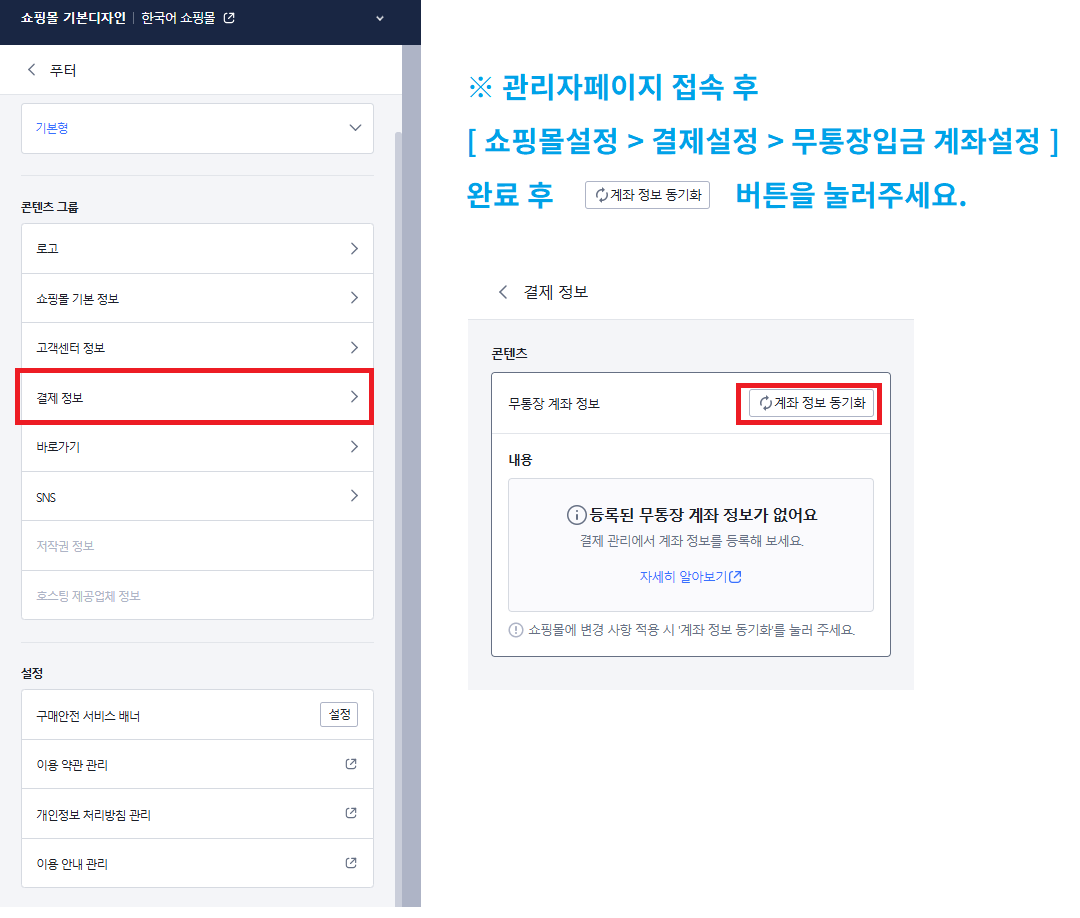 쇼핑몰 기본디자인 | 한국어 쇼핑몰
푸터
기본형
콘텐츠 그룹
로고
쇼핑몰 기본 정보
고객센터 정보
결제 정보
바로가기
SNS
저작권 정보
호스팅 제공업체 정보
설정
구매안전 서비스 배너 설정
이용 약관 관리
개인정보 처리방침 관리
이용 안내 관리
※ 관리자페이지 접속 후
[ 쇼핑몰설정 > 결제설정 > 무통장입금 계좌설정 ]
완료 후 계좌 정보 동기화 버튼을 눌러주세요.
결제 정보
콘텐츠
무통장 계좌 정보 계좌 정보 동기화
내용
등록된 무통장 계좌 정보가 없어요
결제 관리에서 계좌 정보를 등록해 보세요.
자세히 알아보기
쇼핑몰에 변경 사항 적용 시 '계좌 정보 동기화'를 눌러 주세요.